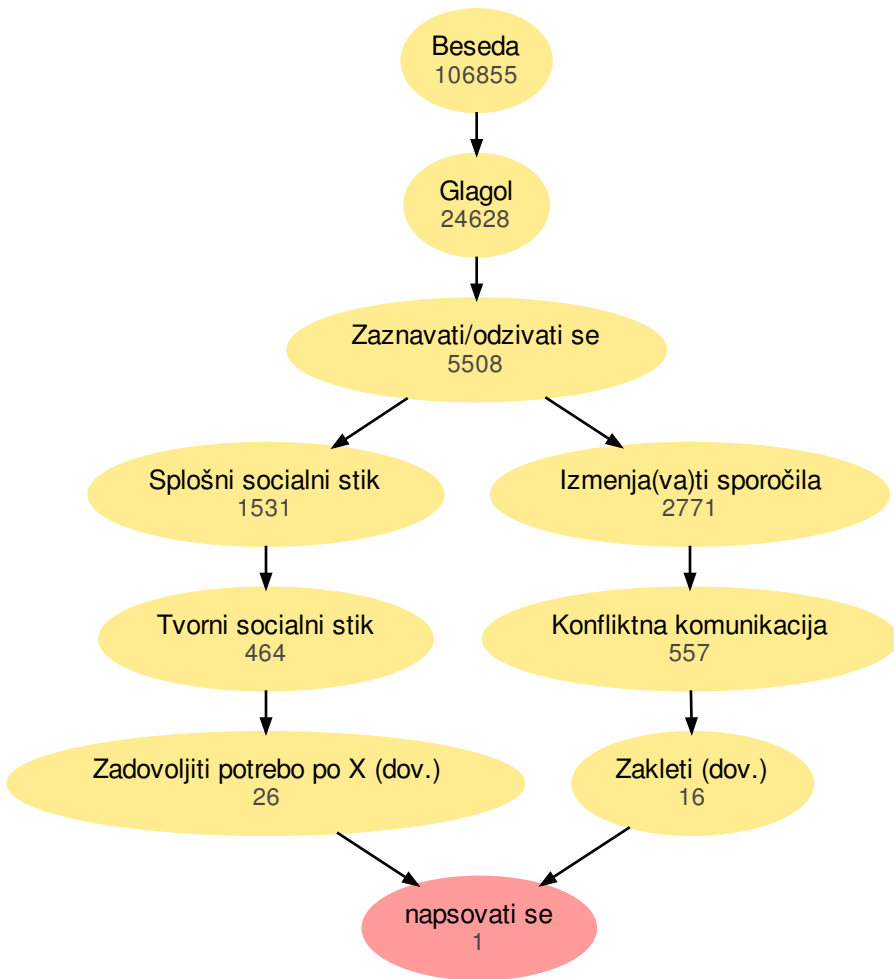 Beseda
106855
Glagol
24628
Zaznavati/odzivati se
5508
Splošni socialni stik
1531
Izmenja(va)ti sporočila
2771
Tvorni socialni stik
464
Konfliktna komunikacija
557
Zadovoljiti potrebo po X (dov.)
26
Zakleti (dov.)
16
napsovati se
1